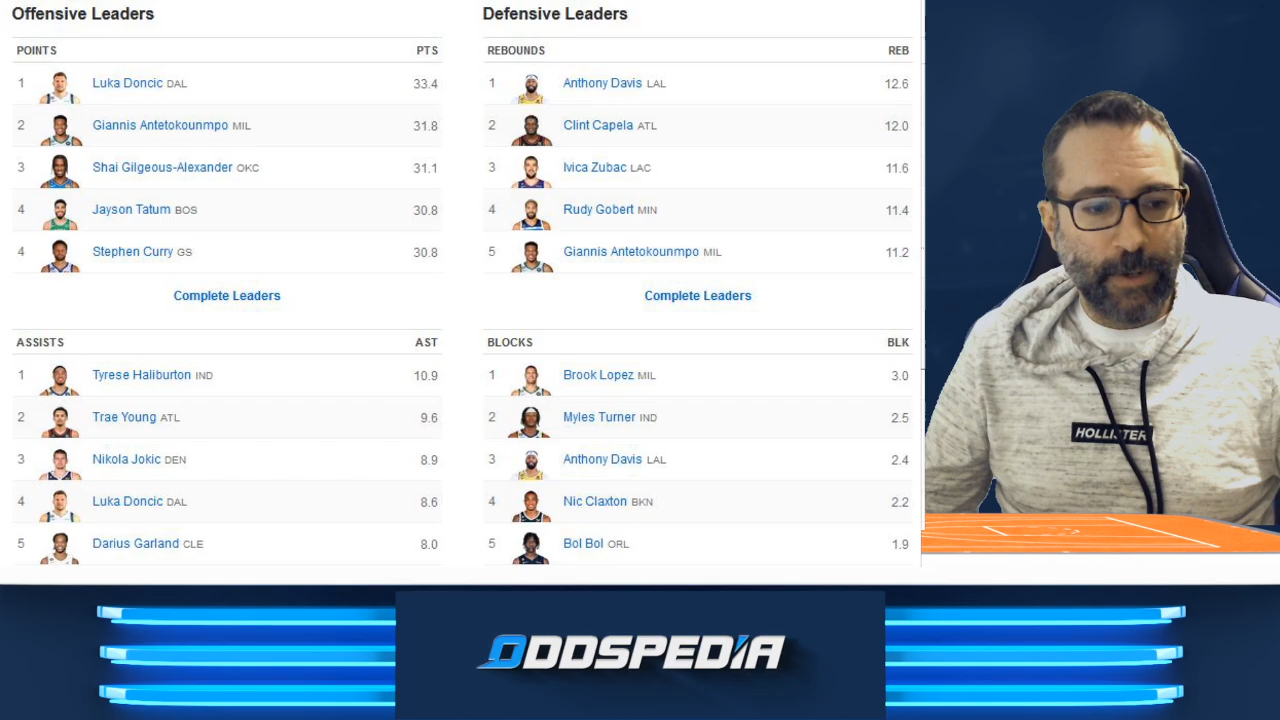 Offensive Leaders
POINTS PTS
1 Luka Doncic DAL 33.4
2 Giannis Antetokounmpo MIL 31.8
3 Shai Gilgeous-Alexander OKC 31.1
4 Jayson Tatum BOS 30.8
4 Stephen Curry GS 30.8
Complete Leaders
ASSISTS AST
1 Tyrese Haliburton IND 10.9
2 Trae Young ATL 9.6
3 Nikola Jokic DEN 8.9
4 Luka Doncic DAL 8.6
5 Darius Garland CLE 8.0
Defensive Leaders
REBOUNDS REB
1 Anthony Davis LAL 12.6
2 Clint Capela ATL 12.0
3 Ivica Zubac LAC 11.6
4 Rudy Gobert MIN 11.4
5 Giannis Antetokounmpo MIL 11.2
Complete Leaders
BLOCKS BLK
1 Brook Lopez MIL 3.0
2 Myles Turner IND 2.5
3 Anthony Davis LAL 2.4
4 Nic Claxton BKN 2.2
5 Bol Bol ORL 1.9
HOLLISTER
ODDSPEDIA